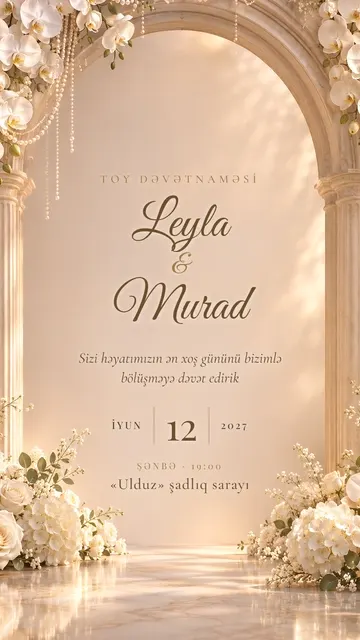 TOY DƏVƏTNAMƏSİ
Leyla
&
Murad
Sizi həyatımızın ən xoş gününü bizimlə
bölüşməyə dəvət edirik
İYUN 12 2027
ŞƏNBƏ - 19:00
«Ulduz» şadlıq sarayı